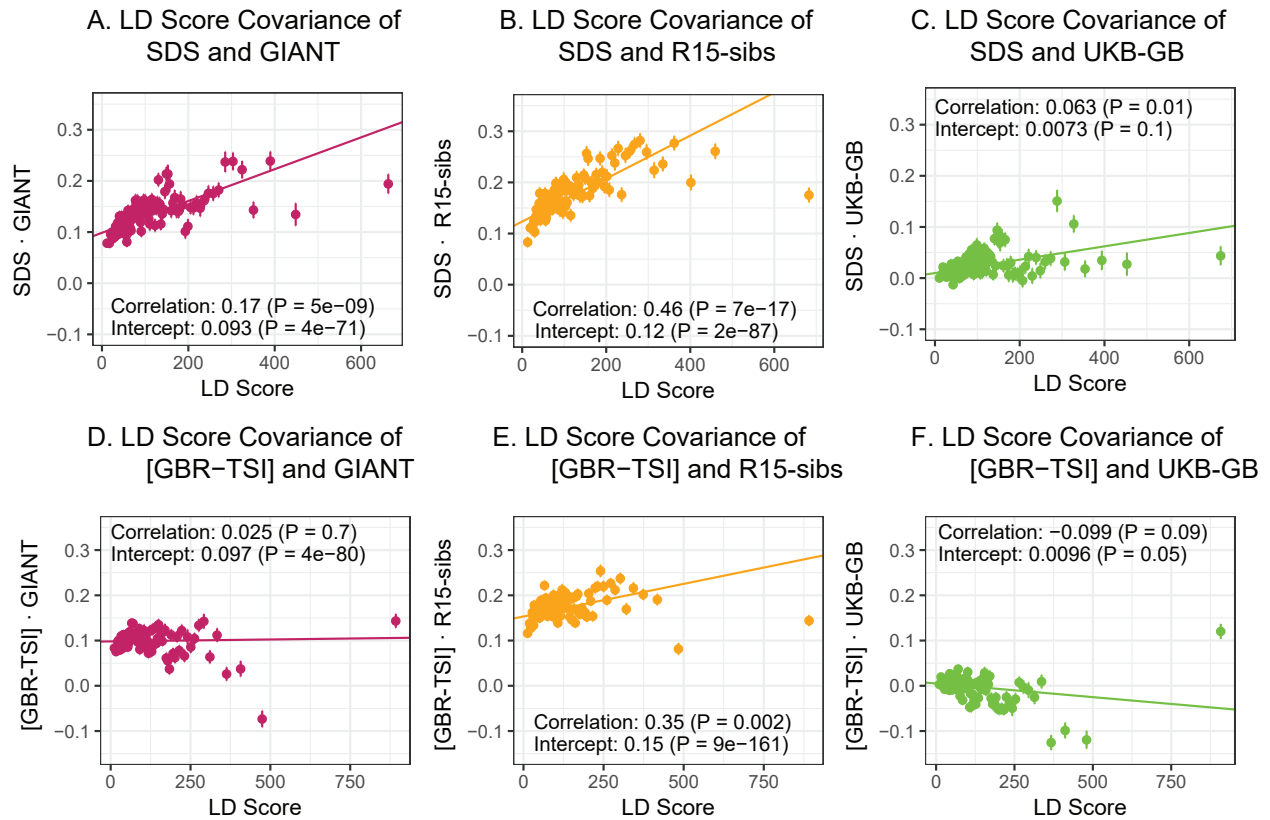 A. LD Score Covariance of
SDS and GIANT
SDS · GIANT
0.3
0.2
0.1
0.0
−0.1
Correlation: 0.17 (P = 5e−09)
Intercept: 0.093 (P = 4e−71)
0 200 400 600
LD Score
B. LD Score Covariance of
SDS and R15-sibs
SDS · R15-sibs
0.3
0.2
0.1
0.0
−0.1
Correlation: 0.46 (P = 7e−17)
Intercept: 0.12 (P = 2e−87)
0 200 400 600
LD Score
C. LD Score Covariance of
SDS and UKB-GB
SDS · UKB-GB
Correlation: 0.063 (P = 0.01)
Intercept: 0.0073 (P = 0.1)
0.3
0.2
0.1
0.0
−0.1
0 200 400 600
LD Score
D. LD Score Covariance of
[GBR−TSI] and GIANT
[GBR-TSI] · GIANT
Correlation: 0.025 (P = 0.7)
Intercept: 0.097 (P = 4e−80)
0.3
0.2
0.1
0.0
−0.1
0 250 500 750
LD Score
E. LD Score Covariance of
[GBR−TSI] and R15-sibs
[GBR-TSI] · R15-sibs
0.3
0.2
0.1
0.0
−0.1
Correlation: 0.35 (P = 0.002)
Intercept: 0.15 (P = 9e−161)
0 250 500 750
LD Score
F. LD Score Covariance of
[GBR−TSI] and UKB-GB
[GBR-TSI] · UKB-GB
Correlation: −0.099 (P = 0.09)
Intercept: 0.0096 (P = 0.05)
0.3
0.2
0.1
0.0
−0.1
0 250 500 750
LD Score